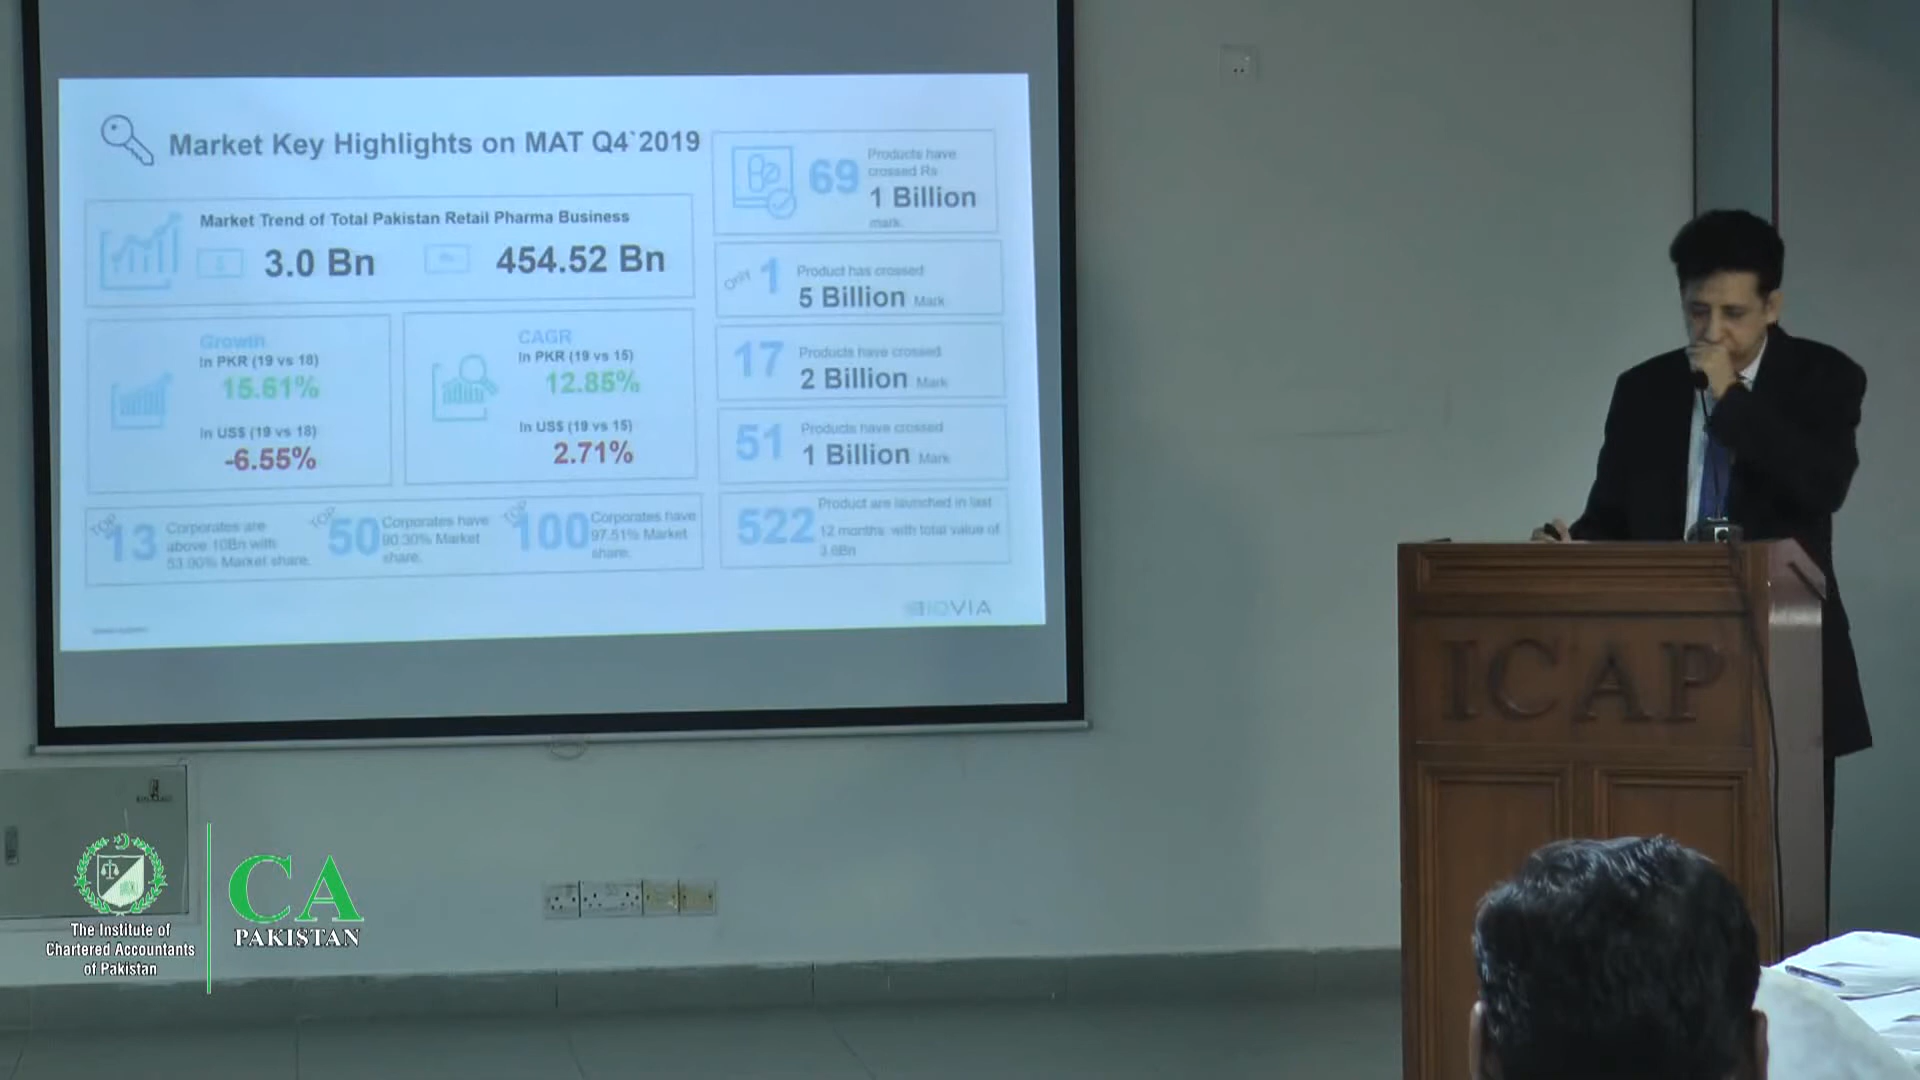 Market Key Highlights on MAT Q4`2019
Market Trend of Total Pakistan Retail Pharma Business
3.0 Bn
454.52 Bn
Growth
In PKR (19 vs 18)
15.61%
In US$ (19 vs 18)
-6.55%
CAGR
In PKR (19 vs 15)
12.85%
In US$ (19 vs 15)
2.71%
TOP
13
Corporates are
above 10Bn with
53.90% Market share.
TOP
50
Corporates have
90.30% Market
share.
TOP
100
Corporates have
97.51% Market
share.
69
Products have
crossed Rs
1 Billion
mark.
Only
1
Product has crossed
5 Billion Mark
17
Products have crossed
2 Billion Mark
51
Products have crossed
1 Billion Mark
522
Product are launched in last
12 months with total value of
3.6Bn
IQVIA
ICAP
The Institute of
Chartered Accountants
of Pakistan
CA
PAKISTAN